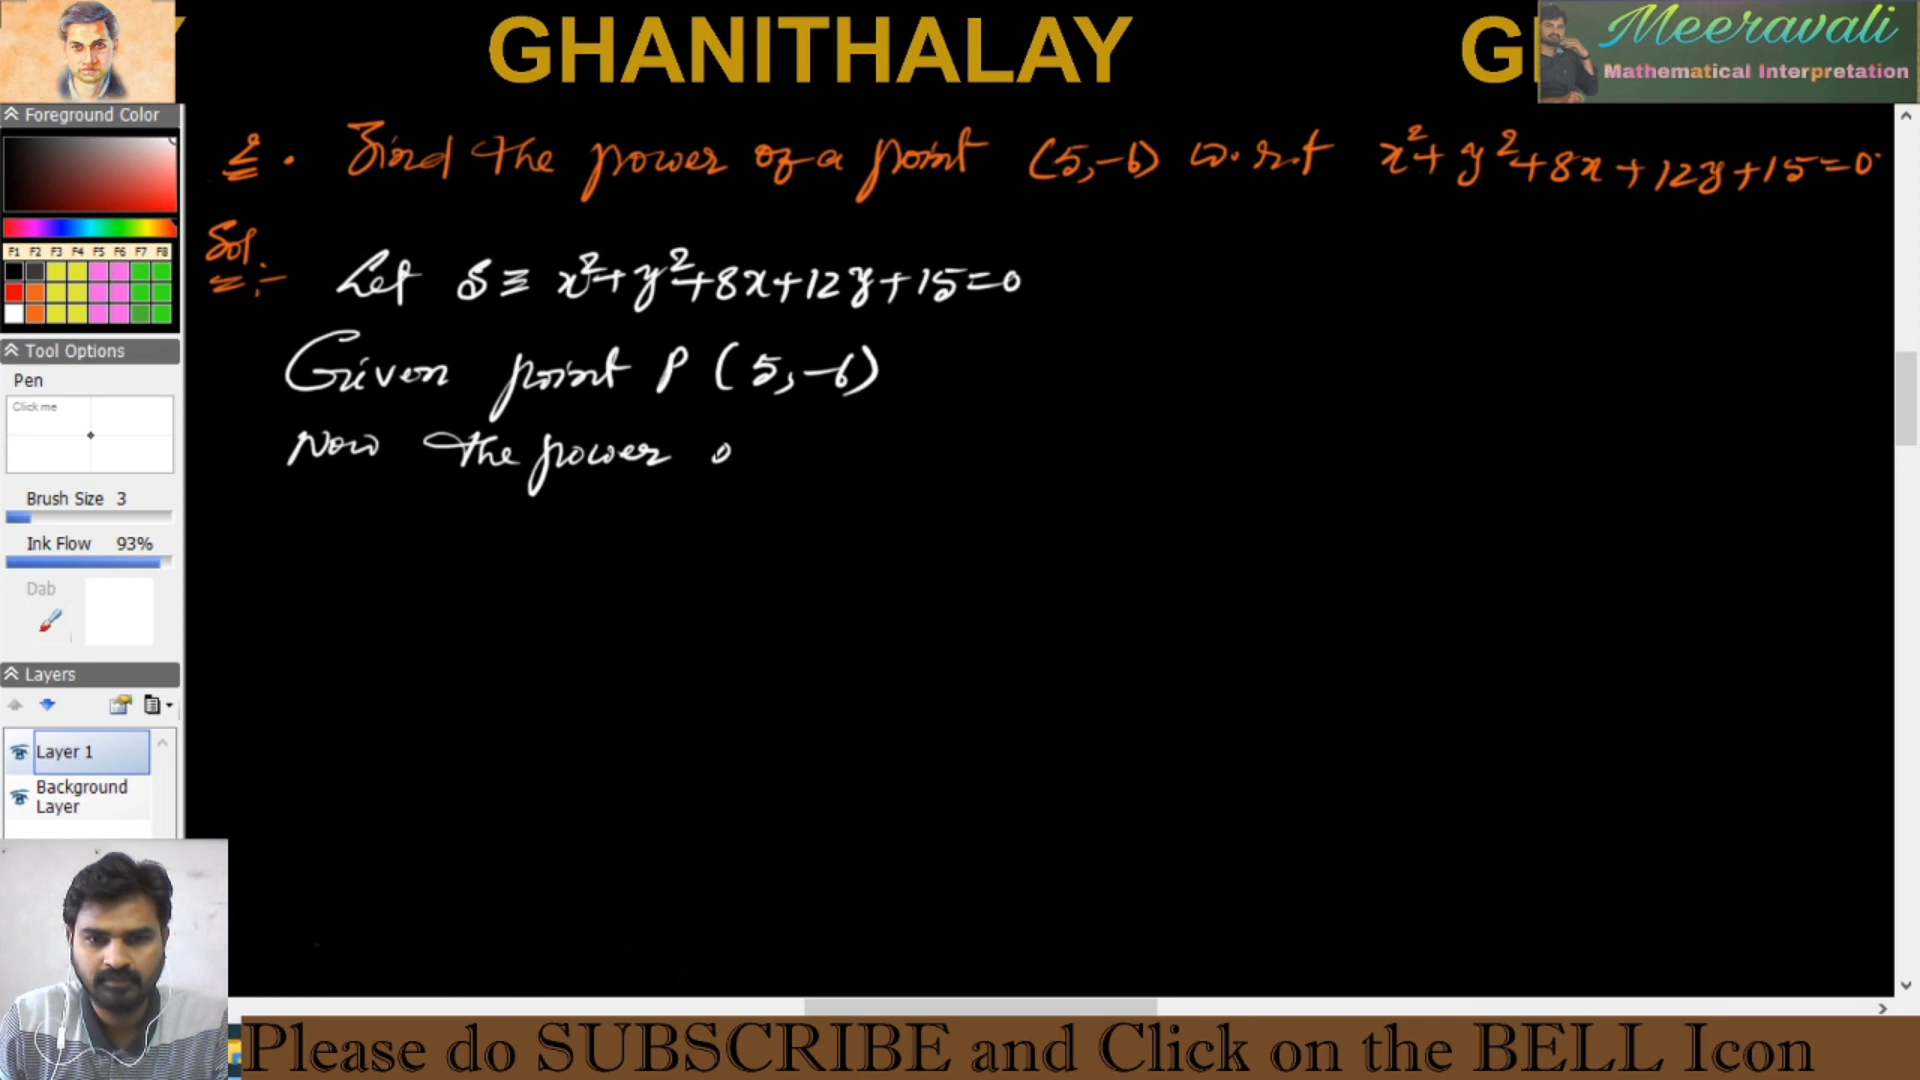 GHANITHALAY
G
Meeravali
Mathematical Interpretation
Foreground Color
F1 F2 F3 F4 F5 F6 F7 F8
2. Find the power of a point (5,-6) w.r.t x²+y²+8x+12y+15=0
Sol:-
Let S ≡ x²+y²+8x+12y+15=0
Given point P (5,-6)
Now the power o
Tool Options
Pen
Click me
Brush Size 3
Ink Flow 93%
Dab
Layers
Layer 1
Background
Layer
Please do SUBSCRIBE and Click on the BELL Icon